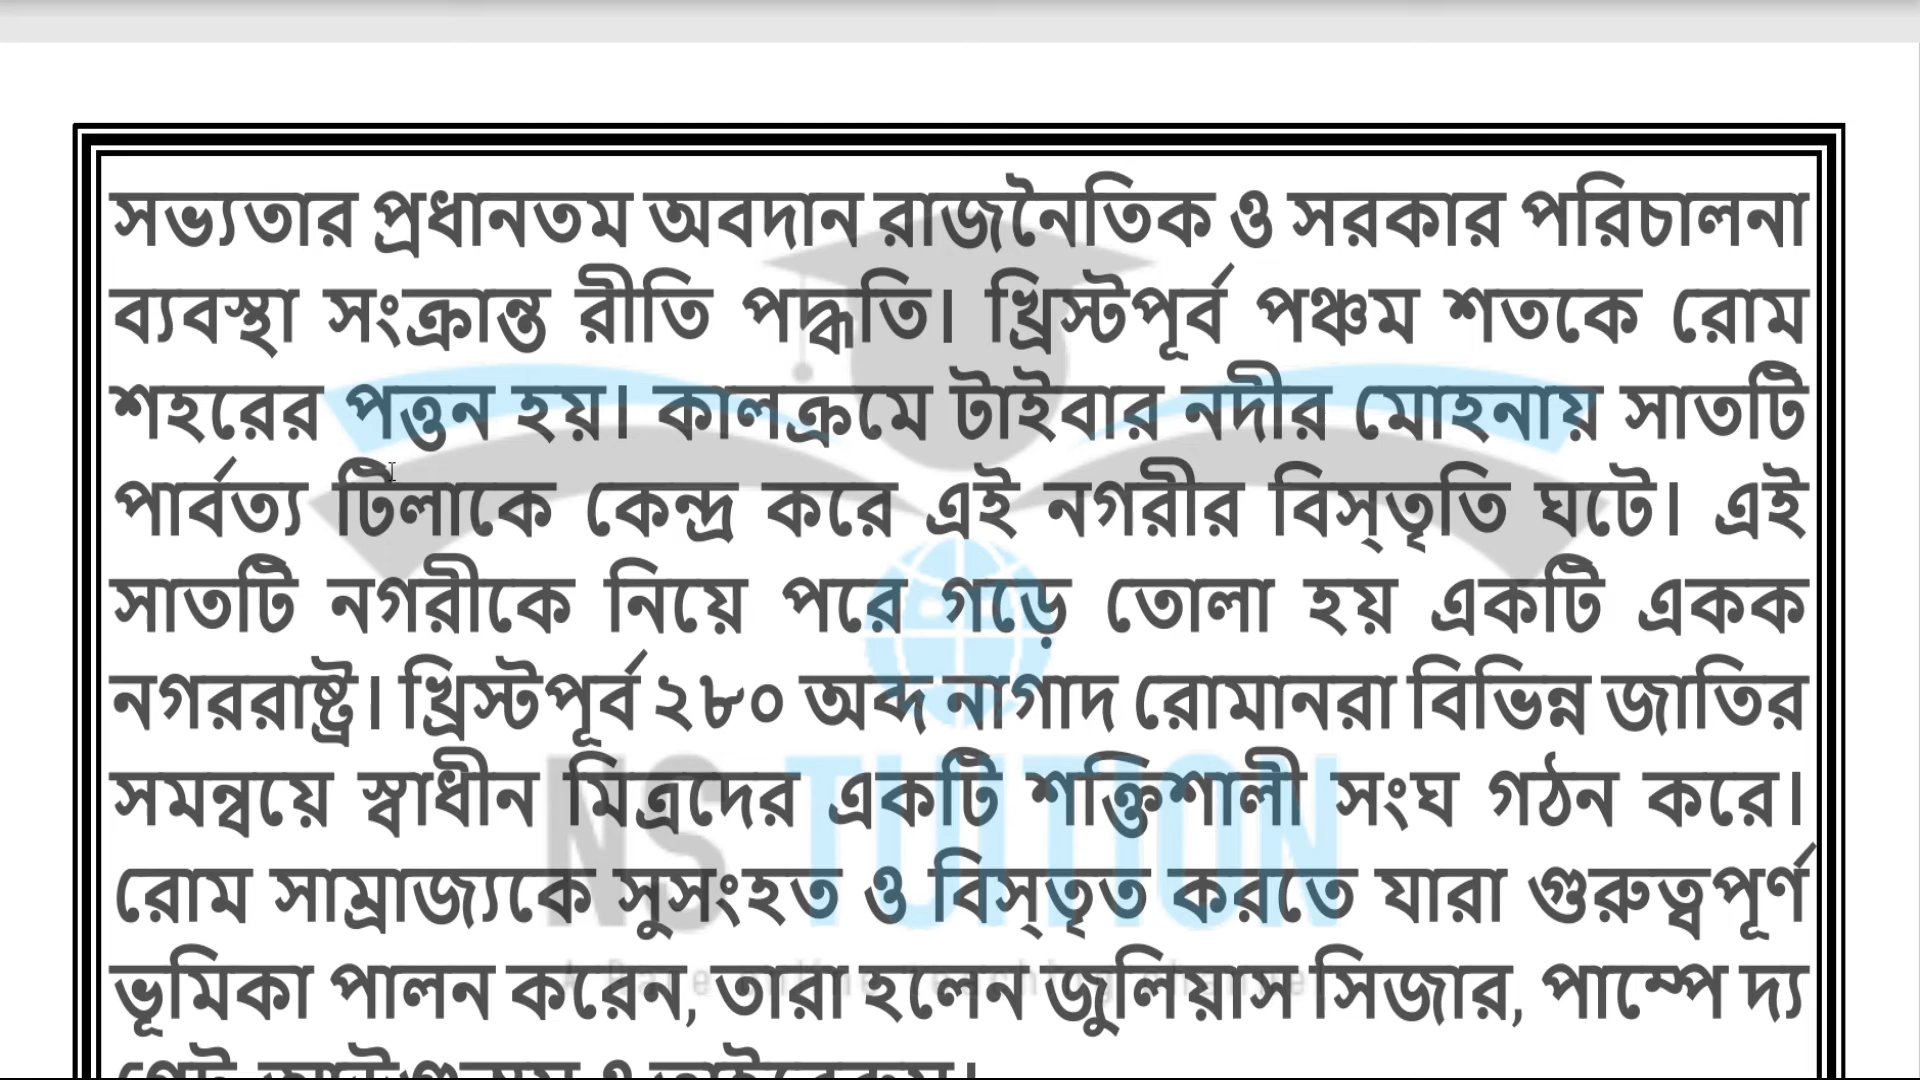 সভ্যতার প্রধানতম অবদান রাজনৈতিক ও সরকার পরিচালনা
ব্যবস্থা সংক্রান্ত রীতি পদ্ধতি। খ্রিস্টপূর্ব পঞ্চম শতকে রোম
শহরের পত্তন হয়। কালক্রমে টাইবার নদীর মোহনায় সাতটি
পার্বত্য টিলাকে কেন্দ্র করে এই নগরীর বিস্তৃতি ঘটে। এই
সাতটি নগরীকে নিয়ে পরে গড়ে তোলা হয় একটি একক
নগররাষ্ট্র। খ্রিস্টপূর্ব ২৮০ অব্দ নাগাদ রোমানরা বিভিন্ন জাতির
সমন্বয়ে স্বাধীন মিত্রদের একটি শক্তিশালী সংঘ গঠন করে।
রোম সাম্রাজ্যকে সুসংহত ও বিস্তৃত করতে যারা গুরুত্বপূর্ণ
ভূমিকা পালন করেন, তারা হলেন জুলিয়াস সিজার, পাম্পে দ্য
NS TUITION